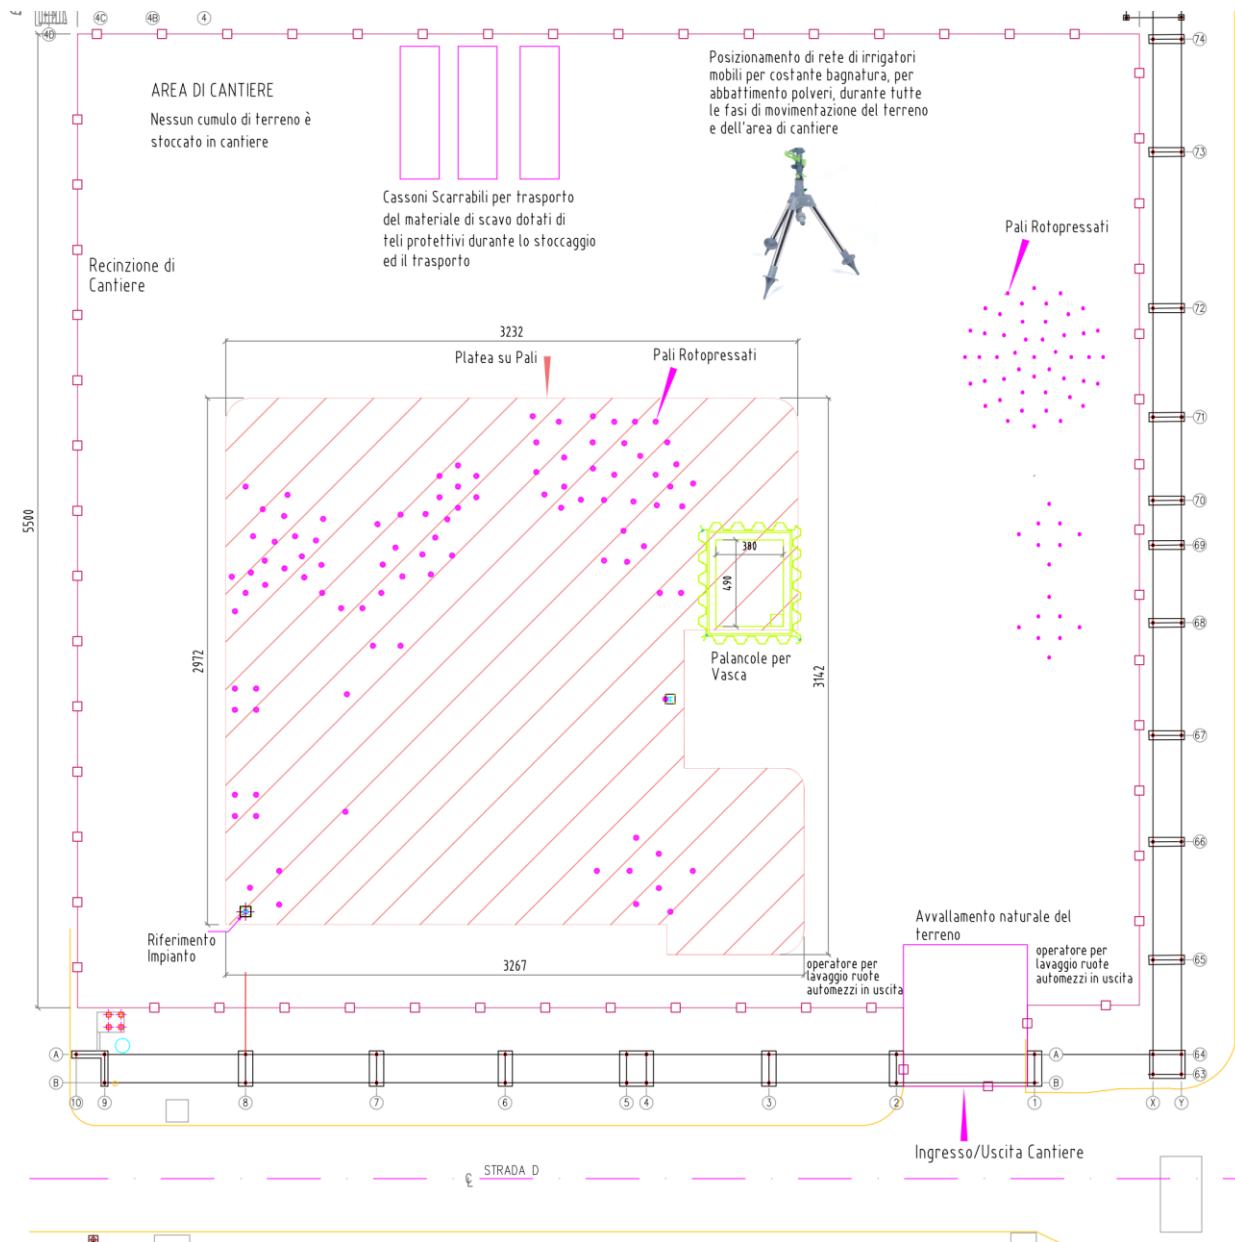 4C
4B
4
4D
74
AREA DI CANTIERE
Nessun cumulo di terreno è
stoccato in cantiere
Posizionamento di rete di irrigatori
mobili per costante bagnatura, per
abbattimento polveri, durante tutte
le fasi di movimentazione del terreno
e dell'area di cantiere
73
Cassoni Scarrabili per trasporto
del materiale di scavo dotati di
teli protettivi durante lo stoccaggio
ed il trasporto
Pali Rotopressati
Recinzione di
Cantiere
72
3232
Platea su Pali
Pali Rotopressati
71
5500
70
69
380
490
68
Palancole per
Vasca
2972
3142
67
66
Avvallamento naturale del
terreno
Riferimento
Impianto
3267
operatore per
lavaggio ruote
automezzi in uscita
operatore per
lavaggio ruote
automezzi in uscita
65
A
A
64
B
B
63
10
9
8
7
6
5
4
3
2
1
X
Y
Ingresso/Uscita Cantiere
STRADA D